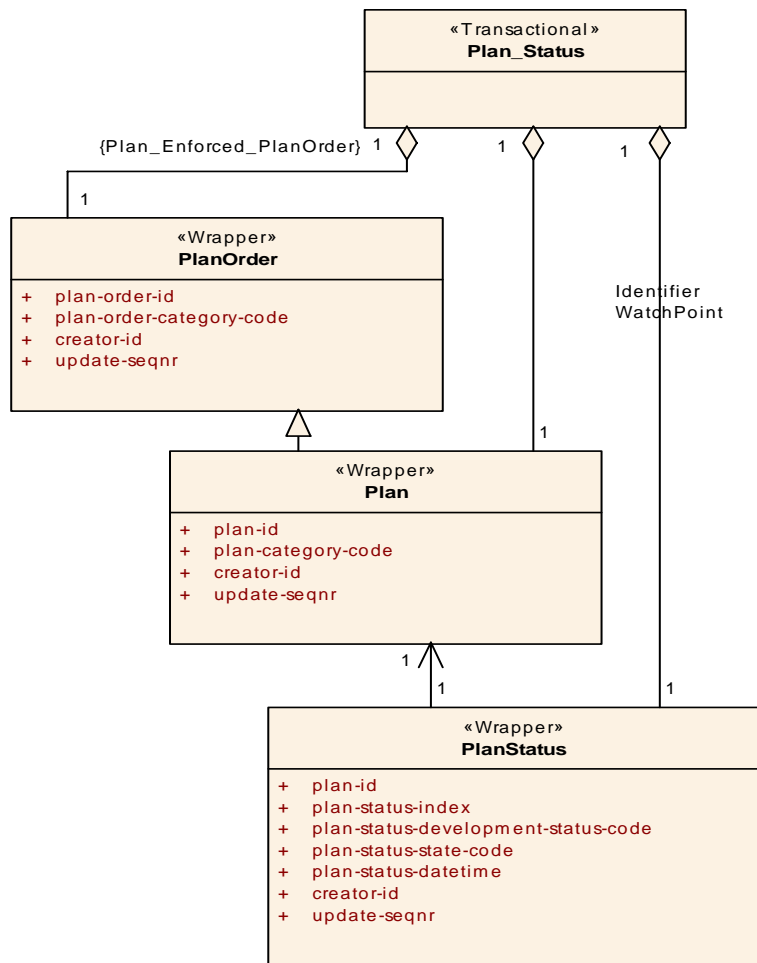 «Transactional»
Plan_Status
{Plan_Enforced_PlanOrder}
1
1
1
1
«Wrapper»
PlanOrder
+ plan-order-id
+ plan-order-category-code
+ creator-id
+ update-seqnr
Identifier
WatchPoint
1
«Wrapper»
Plan
+ plan-id
+ plan-category-code
+ creator-id
+ update-seqnr
1
1
1
«Wrapper»
PlanStatus
+ plan-id
+ plan-status-index
+ plan-status-development-status-code
+ plan-status-state-code
+ plan-status-datetime
+ creator-id
+ update-seqnr